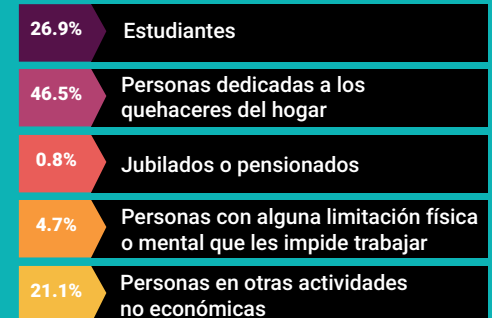 26.9% Estudiantes
46.5% Personas dedicadas a los
quehaceres del hogar
0.8% Jubilados o pensionados
4.7% Personas con alguna limitación física
o mental que les impide trabajar
21.1% Personas en otras actividades
no económicas